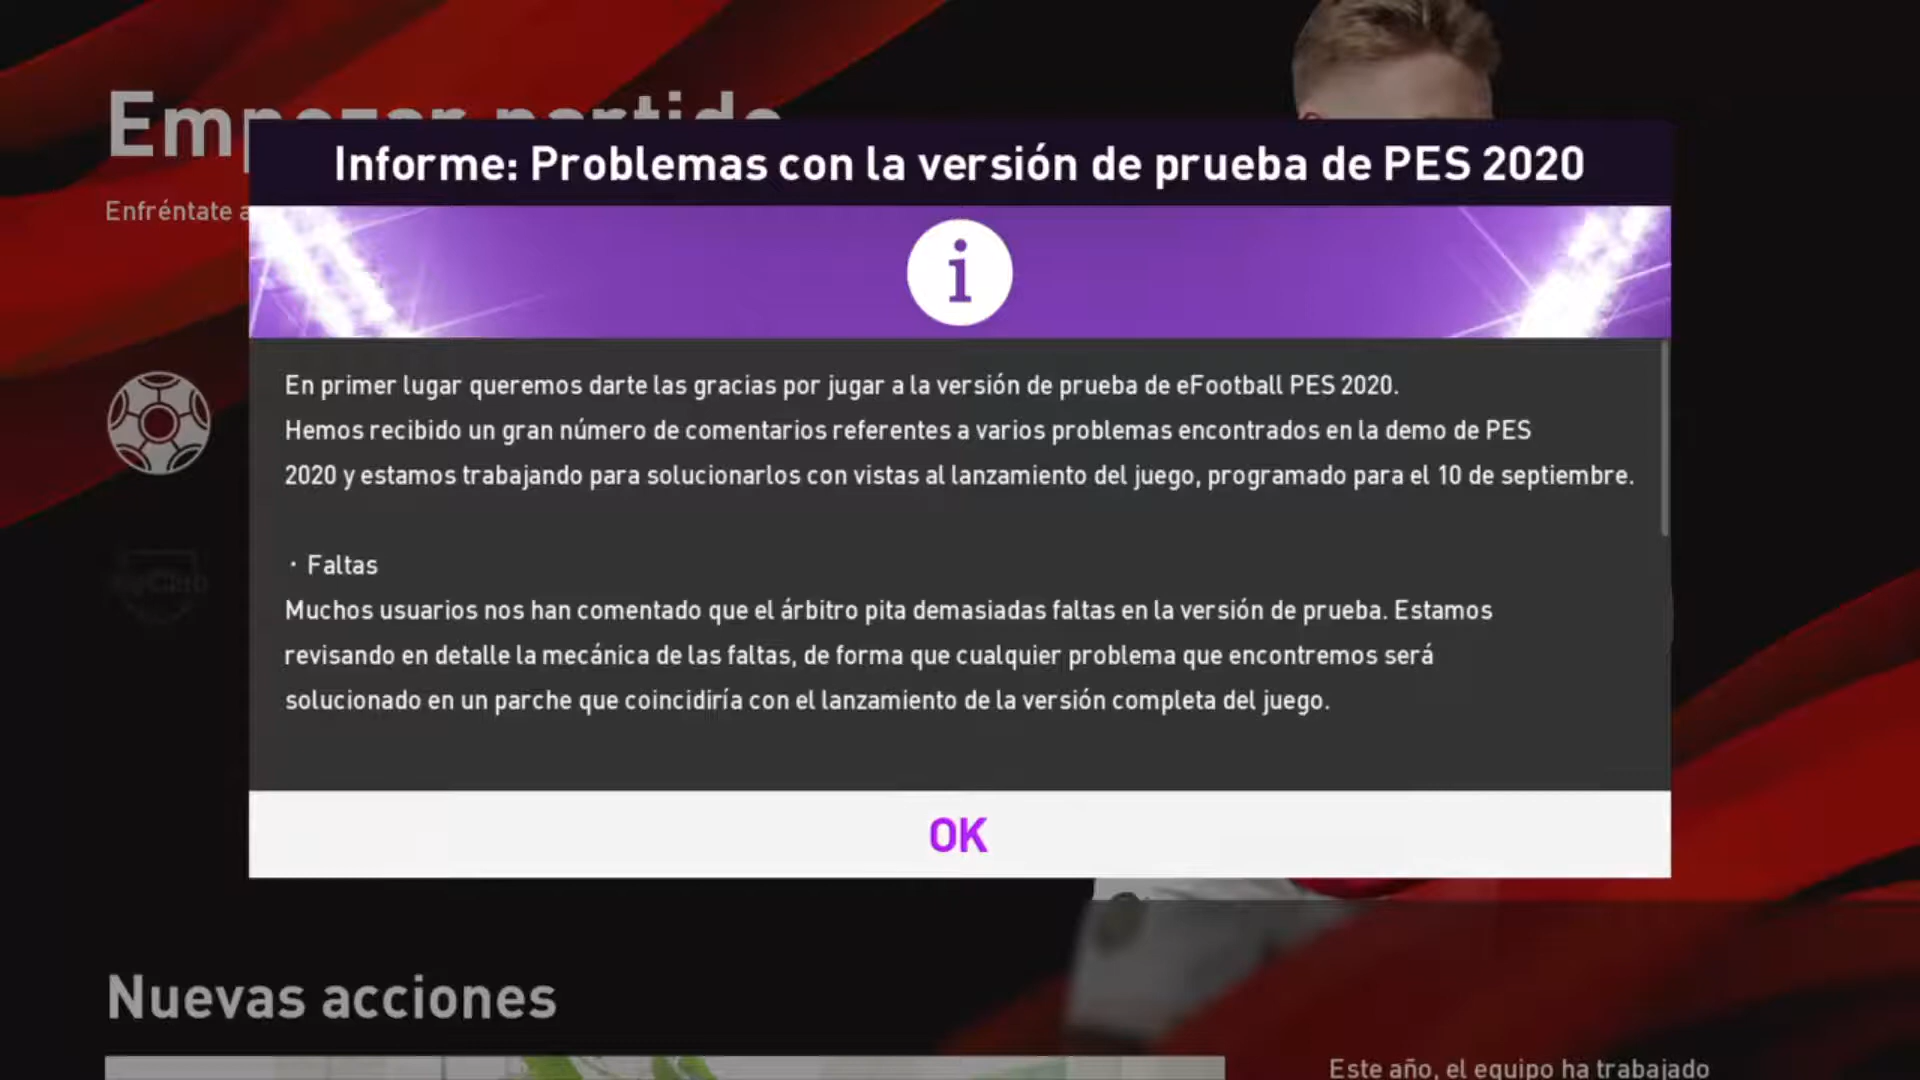 Informe: Problemas con la versión de prueba de PES 2020
Enfréntate
En primer lugar queremos darte las gracias por jugar a la versión de prueba de eFootball PES 2020.
Hemos recibido un gran número de comentarios referentes a varios problemas encontrados en la demo de PES
2020 y estamos trabajando para solucionarlos con vistas al lanzamiento del juego, programado para el 10 de septiembre.
· Faltas
Muchos usuarios nos han comentado que el árbitro pita demasiadas faltas en la versión de prueba. Estamos
revisando en detalle la mecánica de las faltas, de forma que cualquier problema que encontremos será
solucionado en un parche que coincidiría con el lanzamiento de la versión completa del juego.
OK
Nuevas acciones
Este año, el equipo ha trabajado